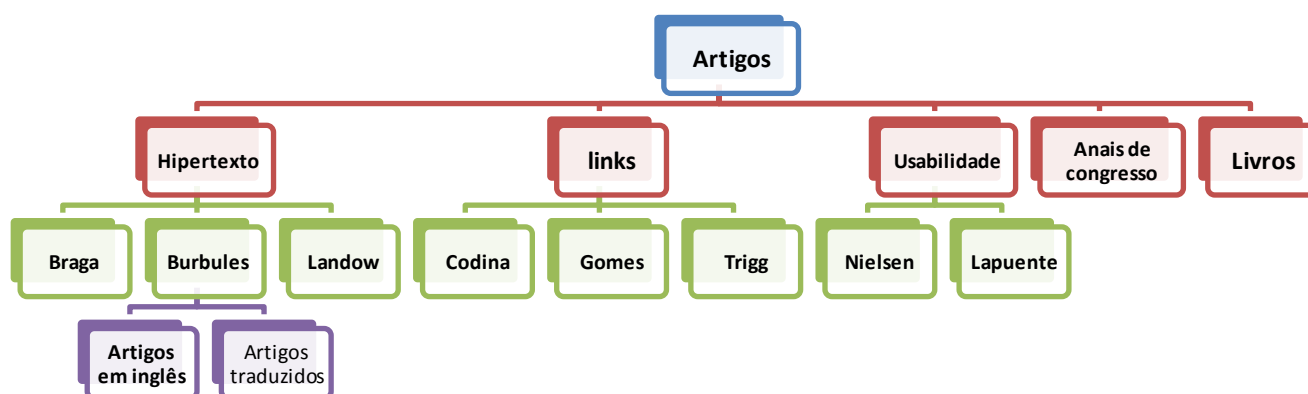 Artigos
Hipertexto
links
Usabilidade
Anais de
congresso
Livros
Braga
Burbules
Landow
Codina
Gomes
Trigg
Nielsen
Lapuente
Artigos
em inglês
Artigos
traduzidos